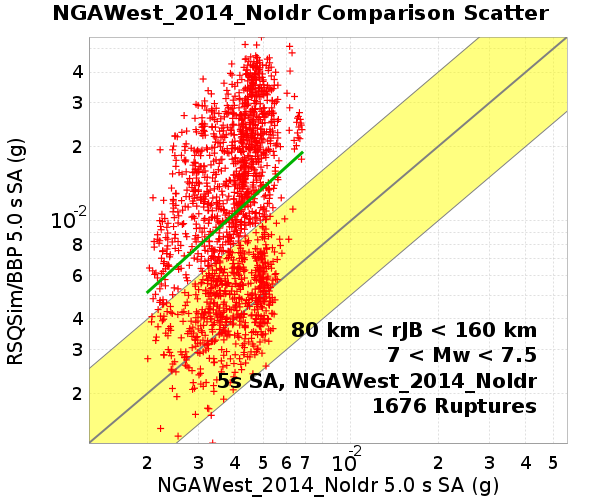 NGAWest_2014_NoIdr Comparison Scatter
RSQSim/BBP 5.0 s SA (g)
4
3
2
10-2
8
6
4
3
2
80 km < rJB < 160 km
7 < Mw < 7.5
5s SA, NGAWest_2014_NoIdr
1676 Ruptures
2 3 4 5 6 7 10-2 2 3 4 5
NGAWest_2014_NoIdr 5.0 s SA (g)